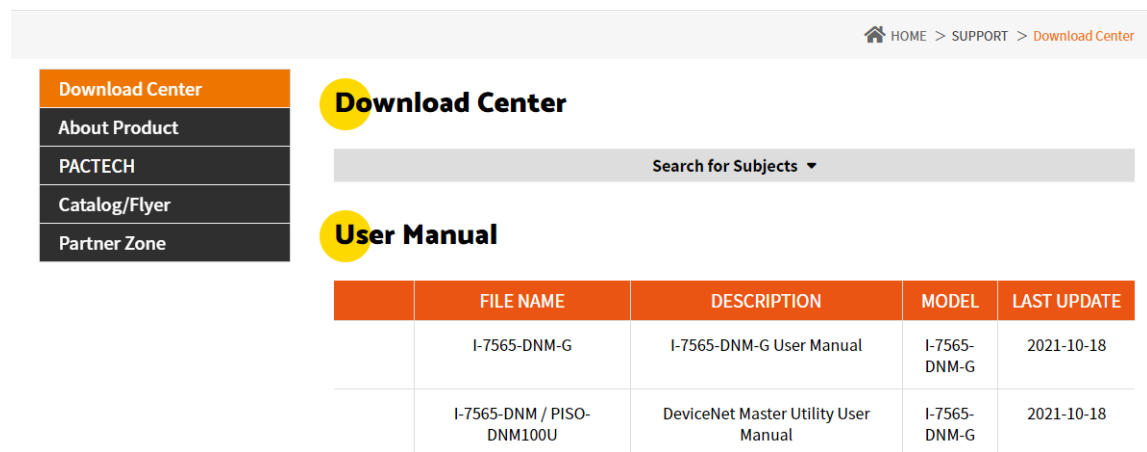 HOME > SUPPORT > Download Center
Download Center
About Product
PACTECH
Catalog/Flyer
Partner Zone
Download Center
Search for Subjects
User Manual
FILE NAME DESCRIPTION MODEL LAST UPDATE
I-7565-DNM-G I-7565-DNM-G User Manual I-7565- 2021-10-18
DNM-G
I-7565-DNM / PISO- DeviceNet Master Utility User I-7565- 2021-10-18
DNM100U Manual DNM-G